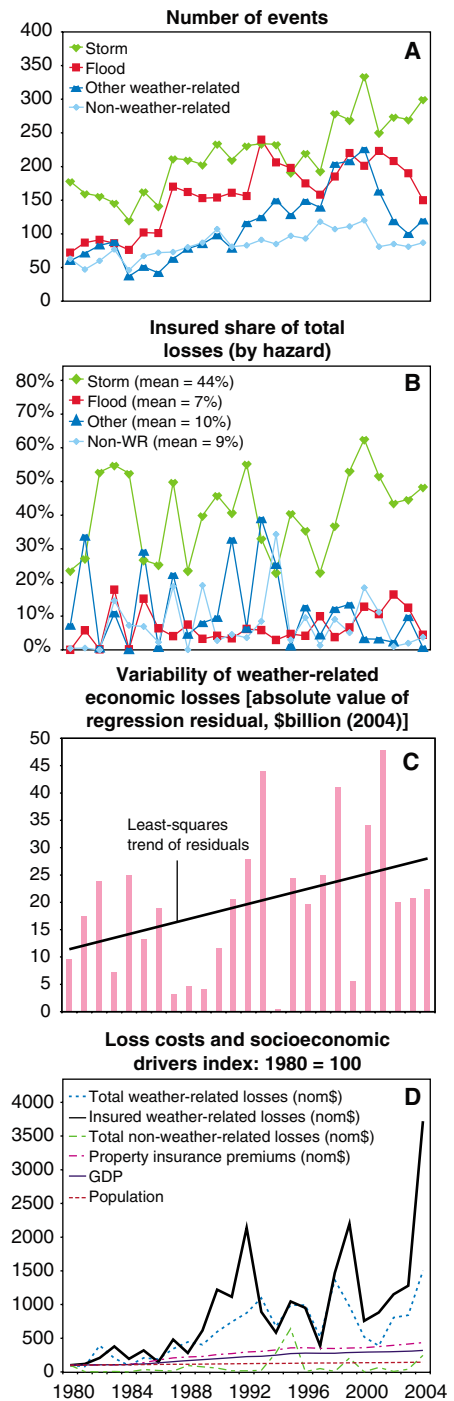 Number of events
A
400
350
300
250
200
150
100
50
0
Storm
Flood
Other weather-related
Non-weather-related
Insured share of total
losses (by hazard)
B
80%
70%
60%
50%
40%
30%
20%
10%
0%
Storm (mean = 44%)
Flood (mean = 7%)
Other (mean = 10%)
Non-WR (mean = 9%)
Variability of weather-related
economic losses [absolute value of
regression residual, $billion (2004)]
C
50
45
40
35
30
25
20
15
10
5
0
Least-squares
trend of residuals
Loss costs and socioeconomic
drivers index: 1980 = 100
D
4000
3500
3000
2500
2000
1500
1000
500
0
Total weather-related losses (nom$)
Insured weather-related losses (nom$)
Total non-weather-related losses (nom$)
Property insurance premiums (nom$)
GDP
Population
1980 1984 1988 1992 1996 2000 2004